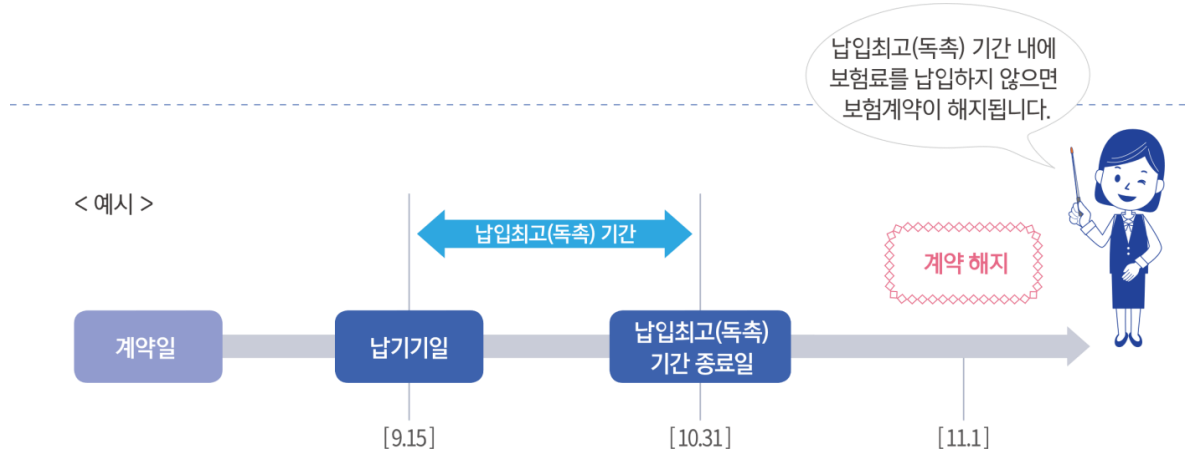 납입최고(독촉) 기간 내에
보험료를 납입하지 않으면
보험계약이 해지됩니다.
< 예시 >
납입최고(독촉) 기간
계약 해지
계약일
납기기일
납입최고(독촉)
기간 종료일
[9.15]
[10.31]
[11.1]